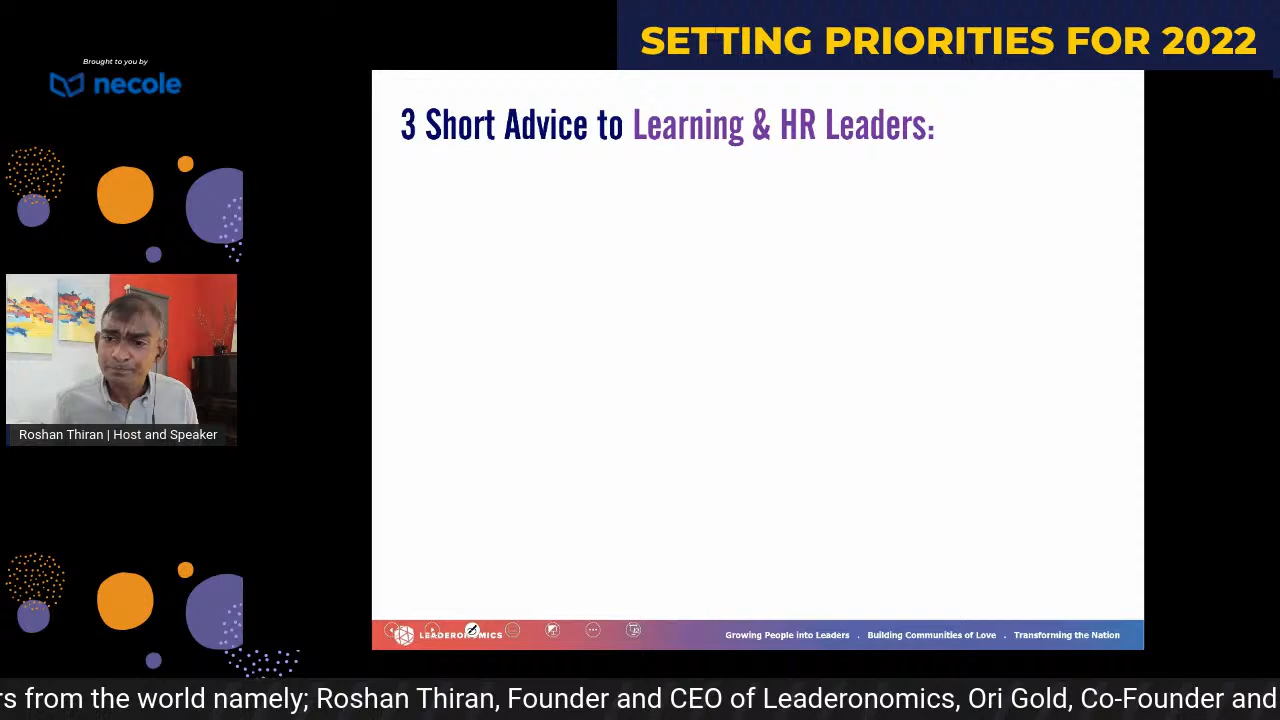 SETTING PRIORITIES FOR 2022
Brought to you by
necole
3 Short Advice to Learning & HR Leaders:
Roshan Thiran | Host and Speaker
LEADERONOMICS
Growing People into Leaders . Building Communities of Love . Transforming the Nation
rs from the world namely; Roshan Thiran, Founder and CEO of Leaderonomics, Ori Gold, Co-Founder and